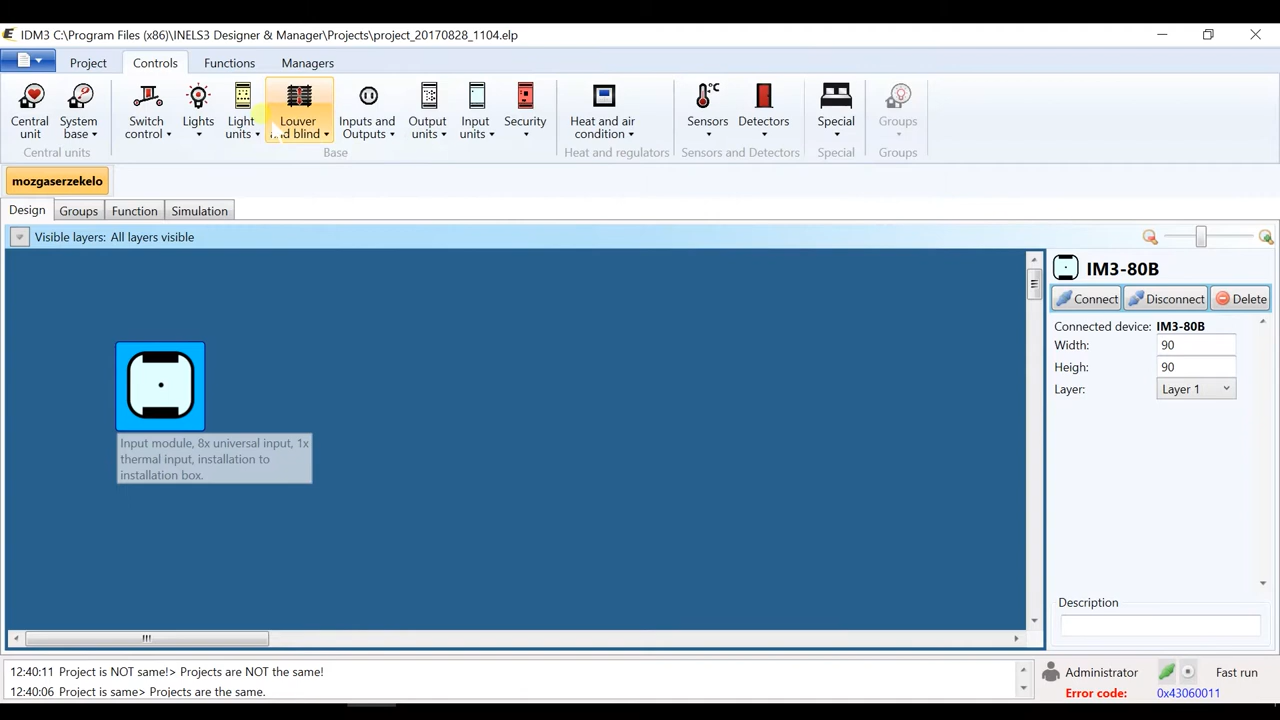 IDM3 C:\Program Files (x86)\INELS3 Designer & Manager\Projects\project_20170828_1104.elp
Project Controls Functions Managers
Central unit
System base
Switch control
Lights
Light units
Louver and blind
Inputs and Outputs
Output units
Input units
Security
Heat and air condition
Sensors
Detectors
Special
Groups
Central units Base Heat and regulators Sensors and Detectors Special Groups
mozgaserzekelo
Design Groups Function Simulation
Visible layers: All layers visible
IM3-80B
Connect Disconnect Delete
Connected device: IM3-80B
Width: 90
Heigh: 90
Layer: Layer 1
Input module, 8x universal input, 1x
thermal input, installation to
installation box.
Description
12:40:11 Project is NOT same!> Projects are NOT the same!
12:40:06 Project is same> Projects are the same.
Administrator Fast run
Error code: 0x43060011